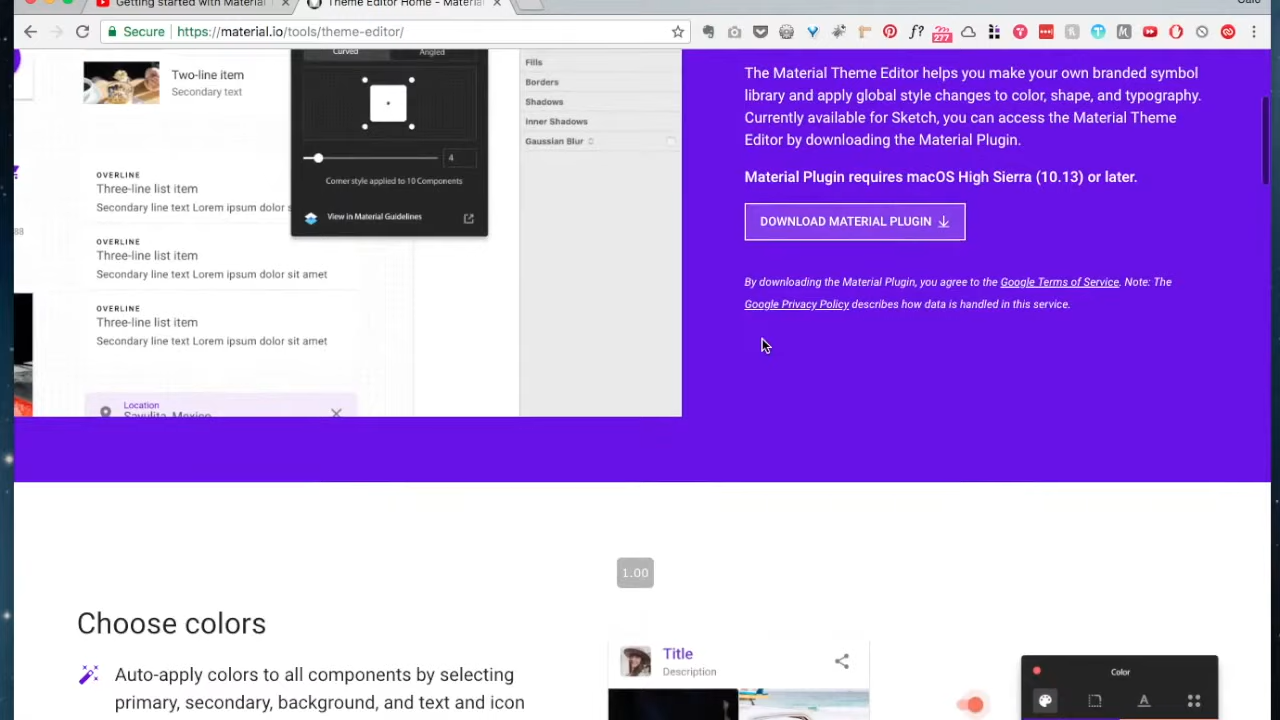 Getting started with Material
Theme Editor Home - Material
Secure
https://material.io/tools/theme-editor/
277
Two-line item
Secondary text
OVERLINE
Three-line list item
Secondary line text Lorem ipsum dolor sit amet
OVERLINE
Three-line list item
Secondary line text Lorem ipsum dolor sit amet
OVERLINE
Three-line list item
Secondary line text Lorem ipsum dolor sit amet
88
Location
Sayulita, Mexico
Curved
Angled
4
Corner style applied to 10 Components
View in Material Guidelines
Fills
Borders
Shadows
Inner Shadows
Gaussian Blur
The Material Theme Editor helps you make your own branded symbol
library and apply global style changes to color, shape, and typography.
Currently available for Sketch, you can access the Material Theme
Editor by downloading the Material Plugin.
Material Plugin requires macOS High Sierra (10.13) or later.
DOWNLOAD MATERIAL PLUGIN
By downloading the Material Plugin, you agree to the Google Terms of Service. Note: The
Google Privacy Policy describes how data is handled in this service.
1.00
Choose colors
Auto-apply colors to all components by selecting
primary, secondary, background, and text and icon
Title
Description
Color